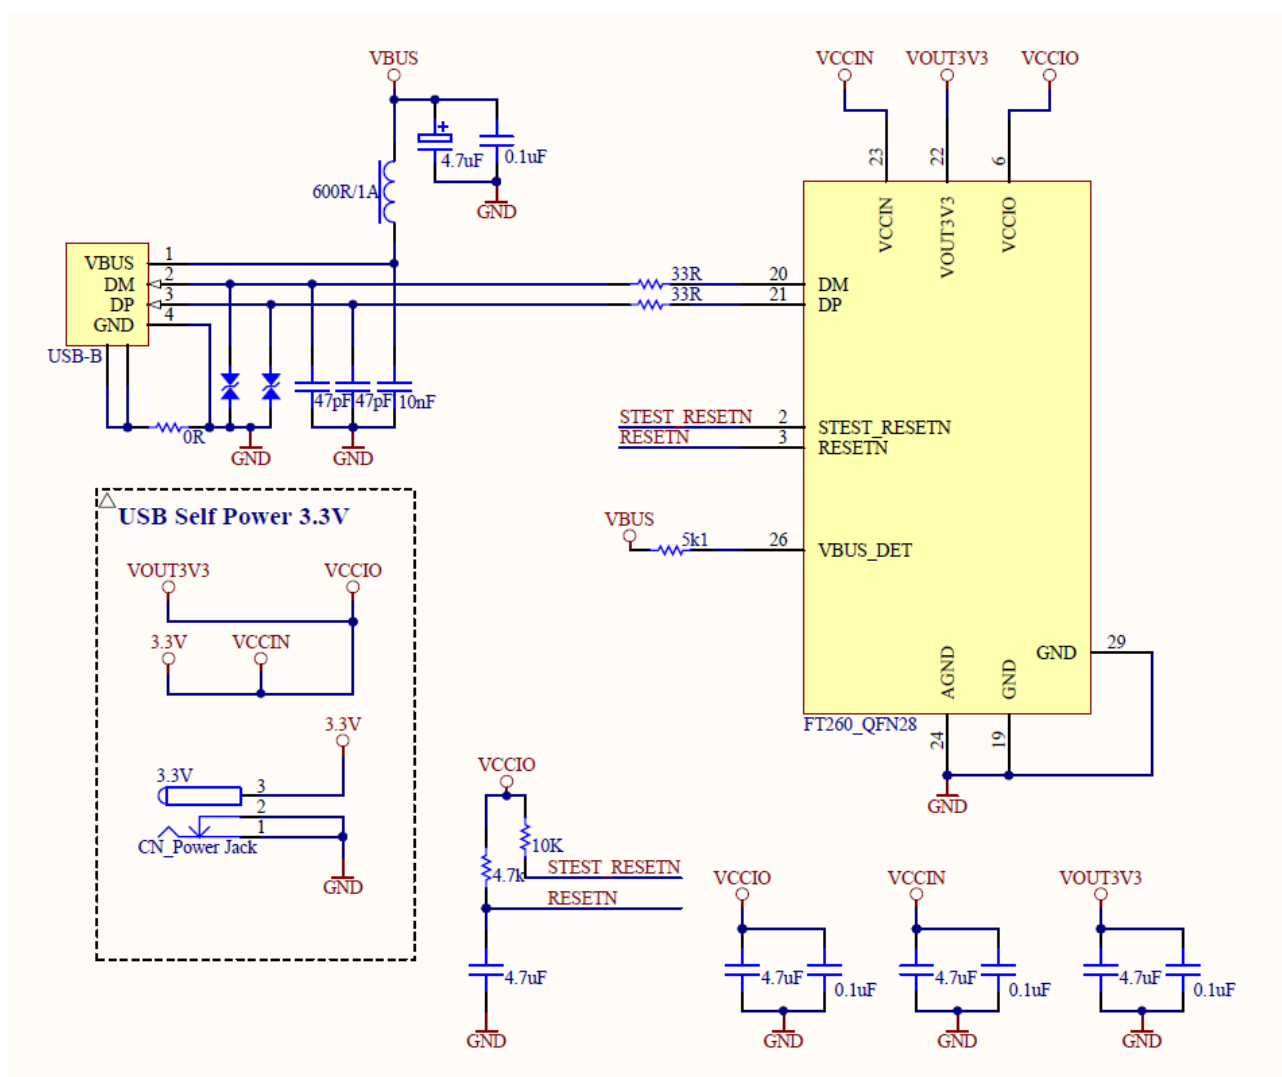 VBUS
VCCIN VOUT3V3 VCCIO
4.7uF 0.1uF
23 22 6
600R/1A
GND
VCCIN VOUT3V3 VCCIO
VBUS 1
DM 2 33R 20 DM
DP 3 33R 21 DP
GND 4
USB-B
47pF 47pF 10nF
0R
GND GND
STEST_RESETN 2 STEST_RESETN
RESETN 3 RESETN
USB Self Power 3.3V
VBUS
5k1 26 VBUS_DET
VOUT3V3 VCCIO
3.3V VCCIN
GND 29
AGND GND
3.3V
FT260_QFN28
24 19
VCCIO
3.3V 3
2
1
CN_Power Jack
GND
GND
10K
4.7k
STEST_RESETN
RESETN
VCCIO VCCIN VOUT3V3
4.7uF
4.7uF 0.1uF 4.7uF 0.1uF 4.7uF 0.1uF
GND GND GND GND